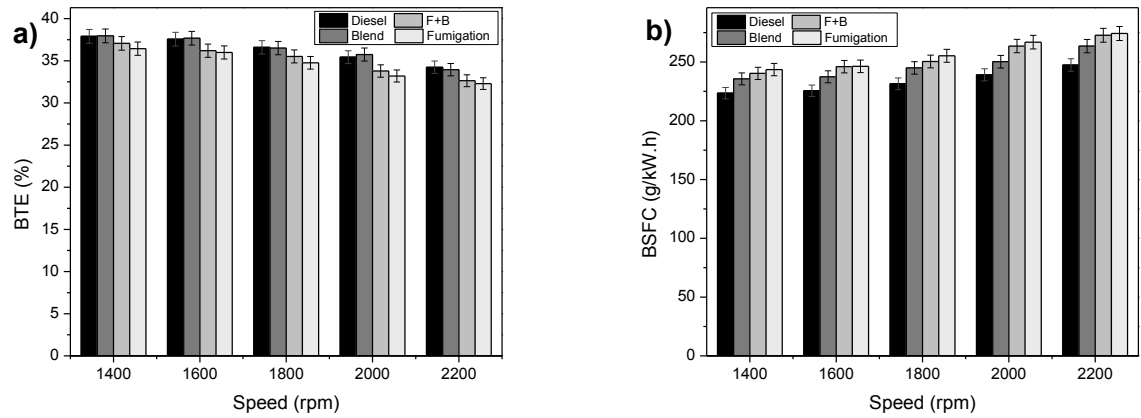 a)
Diesel
F+B
Blend
Fumigation
40
35
30
25
20
15
10
5
0
BTE (%)
1400 1600 1800 2000 2200
Speed (rpm)
b)
Diesel
F+B
Blend
Fumigation
250
200
150
100
50
0
BSFC (g/kW.h)
1400 1600 1800 2000 2200
Speed (rpm)